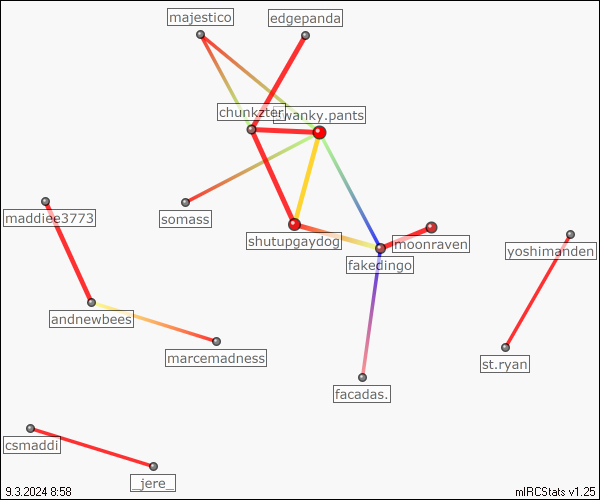 majestico
edgepanda
chunkzter
wanky.pants
somass
maddiee3773
shutupgaydog
moonraven
fakedingo
yoshimanden
andnewbees
marcemadness
st.ryan
facadas.
csmaddi
_jere_
9.3.2024 8:58
mIRCStats v1.25